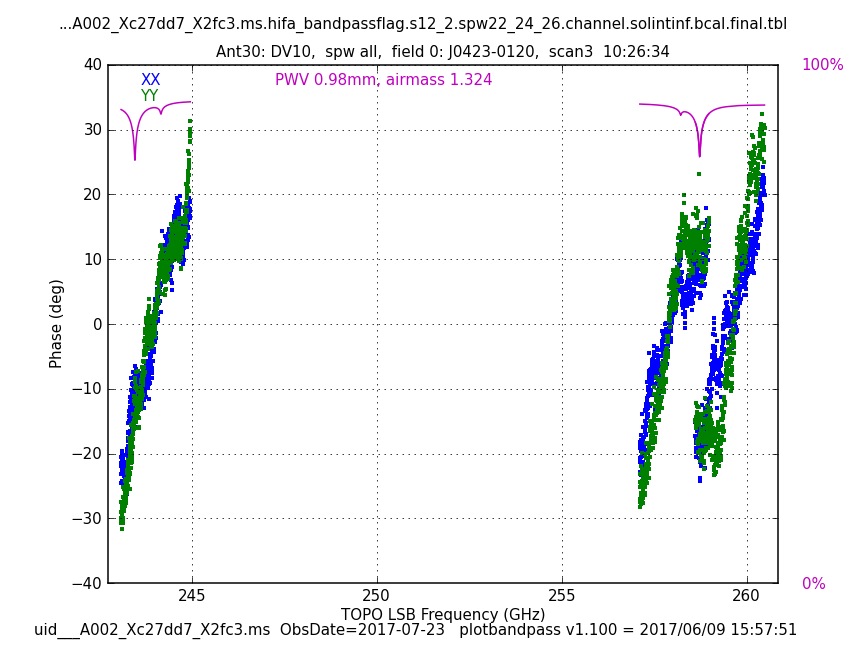 ...A002_Xc27dd7_X2fc3.ms.hifa_bandpassflag.s12_2.spw22_24_26.channel.solintinf.bcal.final.tbl
Ant30: DV10,  spw all,  field 0: J0423-0120,  scan3  10:26:34
XX
YY
PWV 0.98mm, airmass 1.324
100%
0%
40
30
20
10
0
−10
−20
−30
−40
Phase (deg)
245
250
255
260
TOPO LSB Frequency (GHz)
uid___A002_Xc27dd7_X2fc3.ms  ObsDate=2017-07-23   plotbandpass v1.100 = 2017/06/09 15:57:51